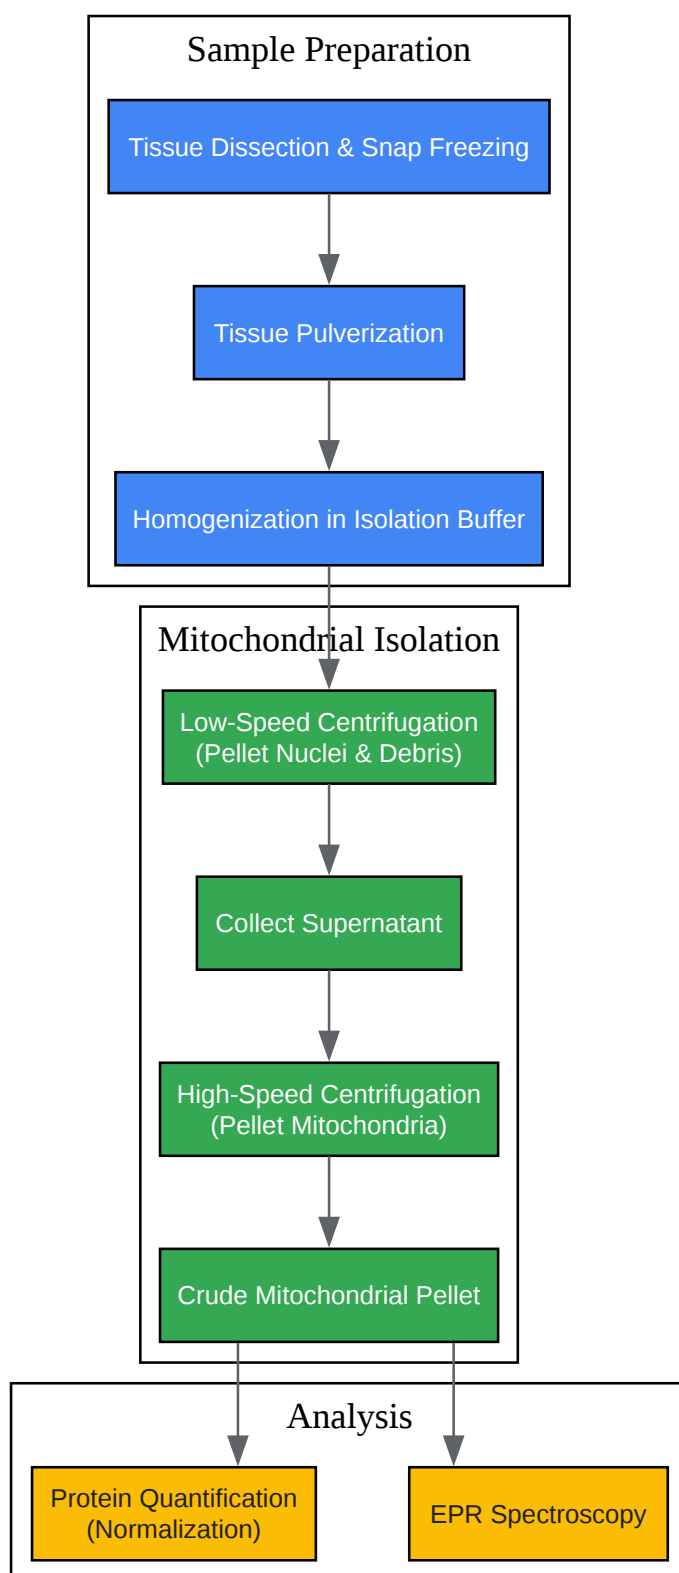 Sample Preparation
Tissue Dissection & Snap Freezing
Tissue Pulverization
Homogenization in Isolation Buffer
Mitochondrial Isolation
Low-Speed Centrifugation
(Pellet Nuclei & Debris)
Collect Supernatant
High-Speed Centrifugation
(Pellet Mitochondria)
Crude Mitochondrial Pellet
Analysis
Protein Quantification
(Normalization)
EPR Spectroscopy